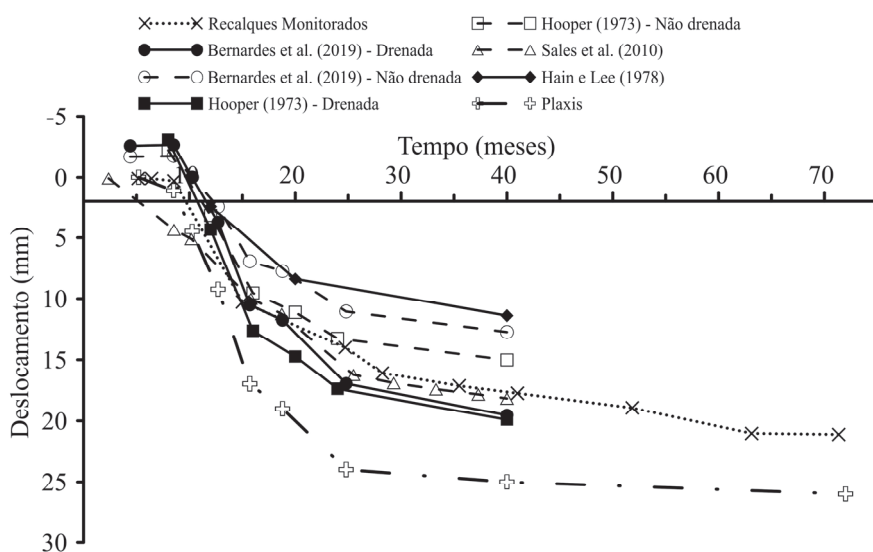 Recalques Monitorados
Bernardes et al. (2019) - Drenada
Bernardes et al. (2019) - Não drenada
Hooper (1973) - Drenada
Hooper (1973) - Não drenada
Sales et al. (2010)
Hain e Lee (1978)
Plaxis
Tempo (meses)
20 30 40 50 60 70
Deslocamento (mm)
-5
0
5
10
15
20
25
30